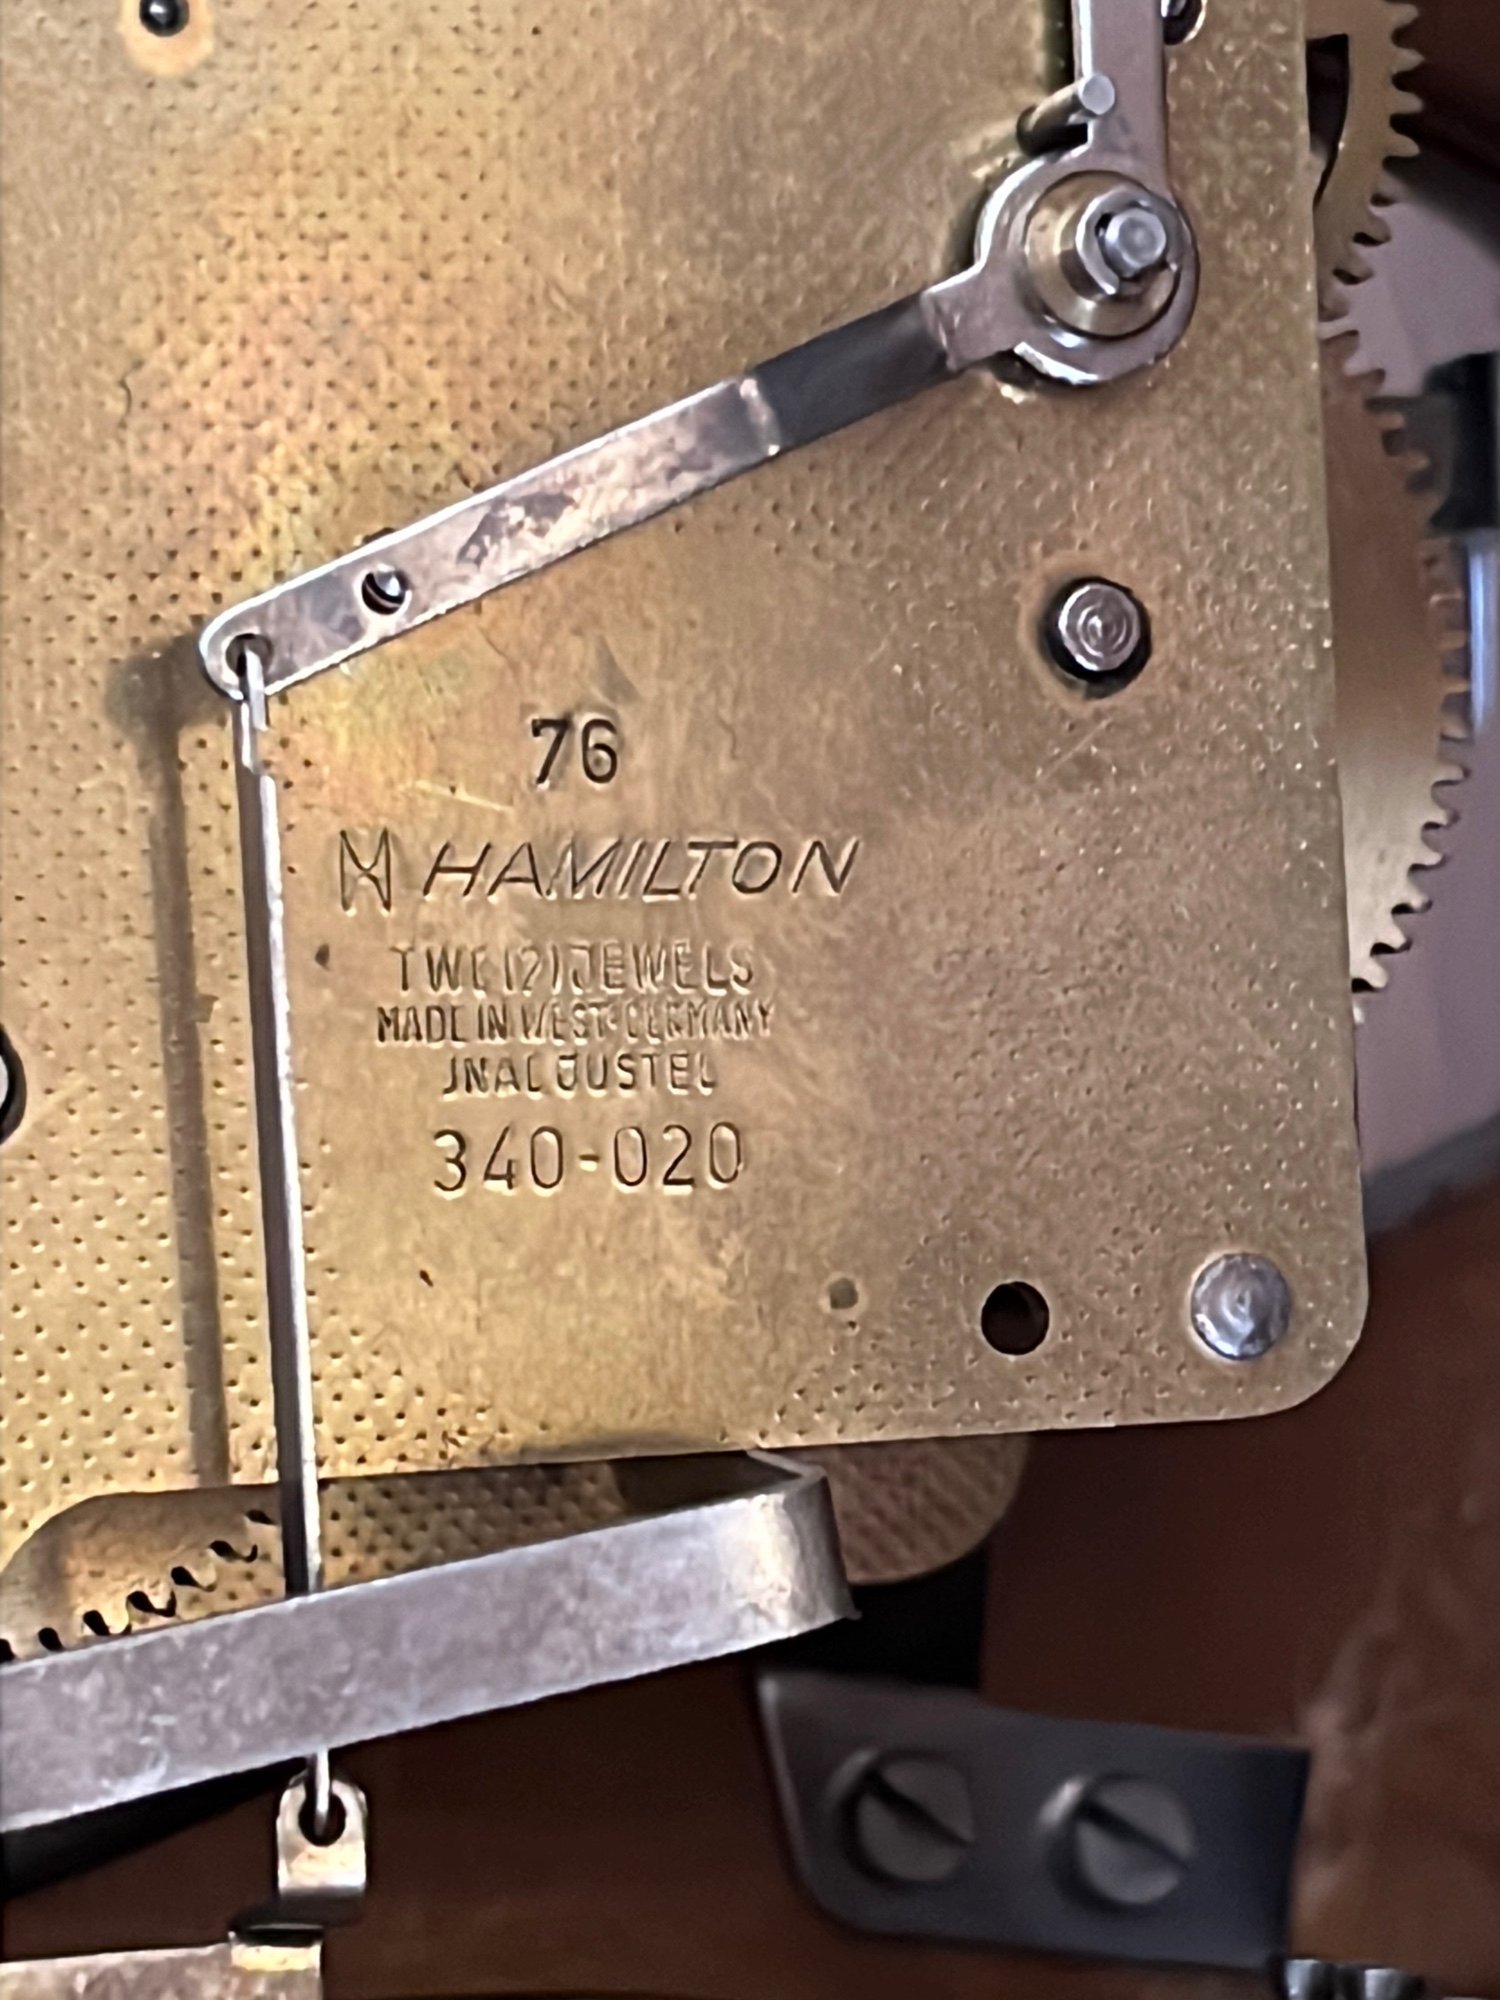 76
HAMILTON
TWO (2) JEWELS
MADE IN WEST-GERMANY
UNADJUSTED
340-020